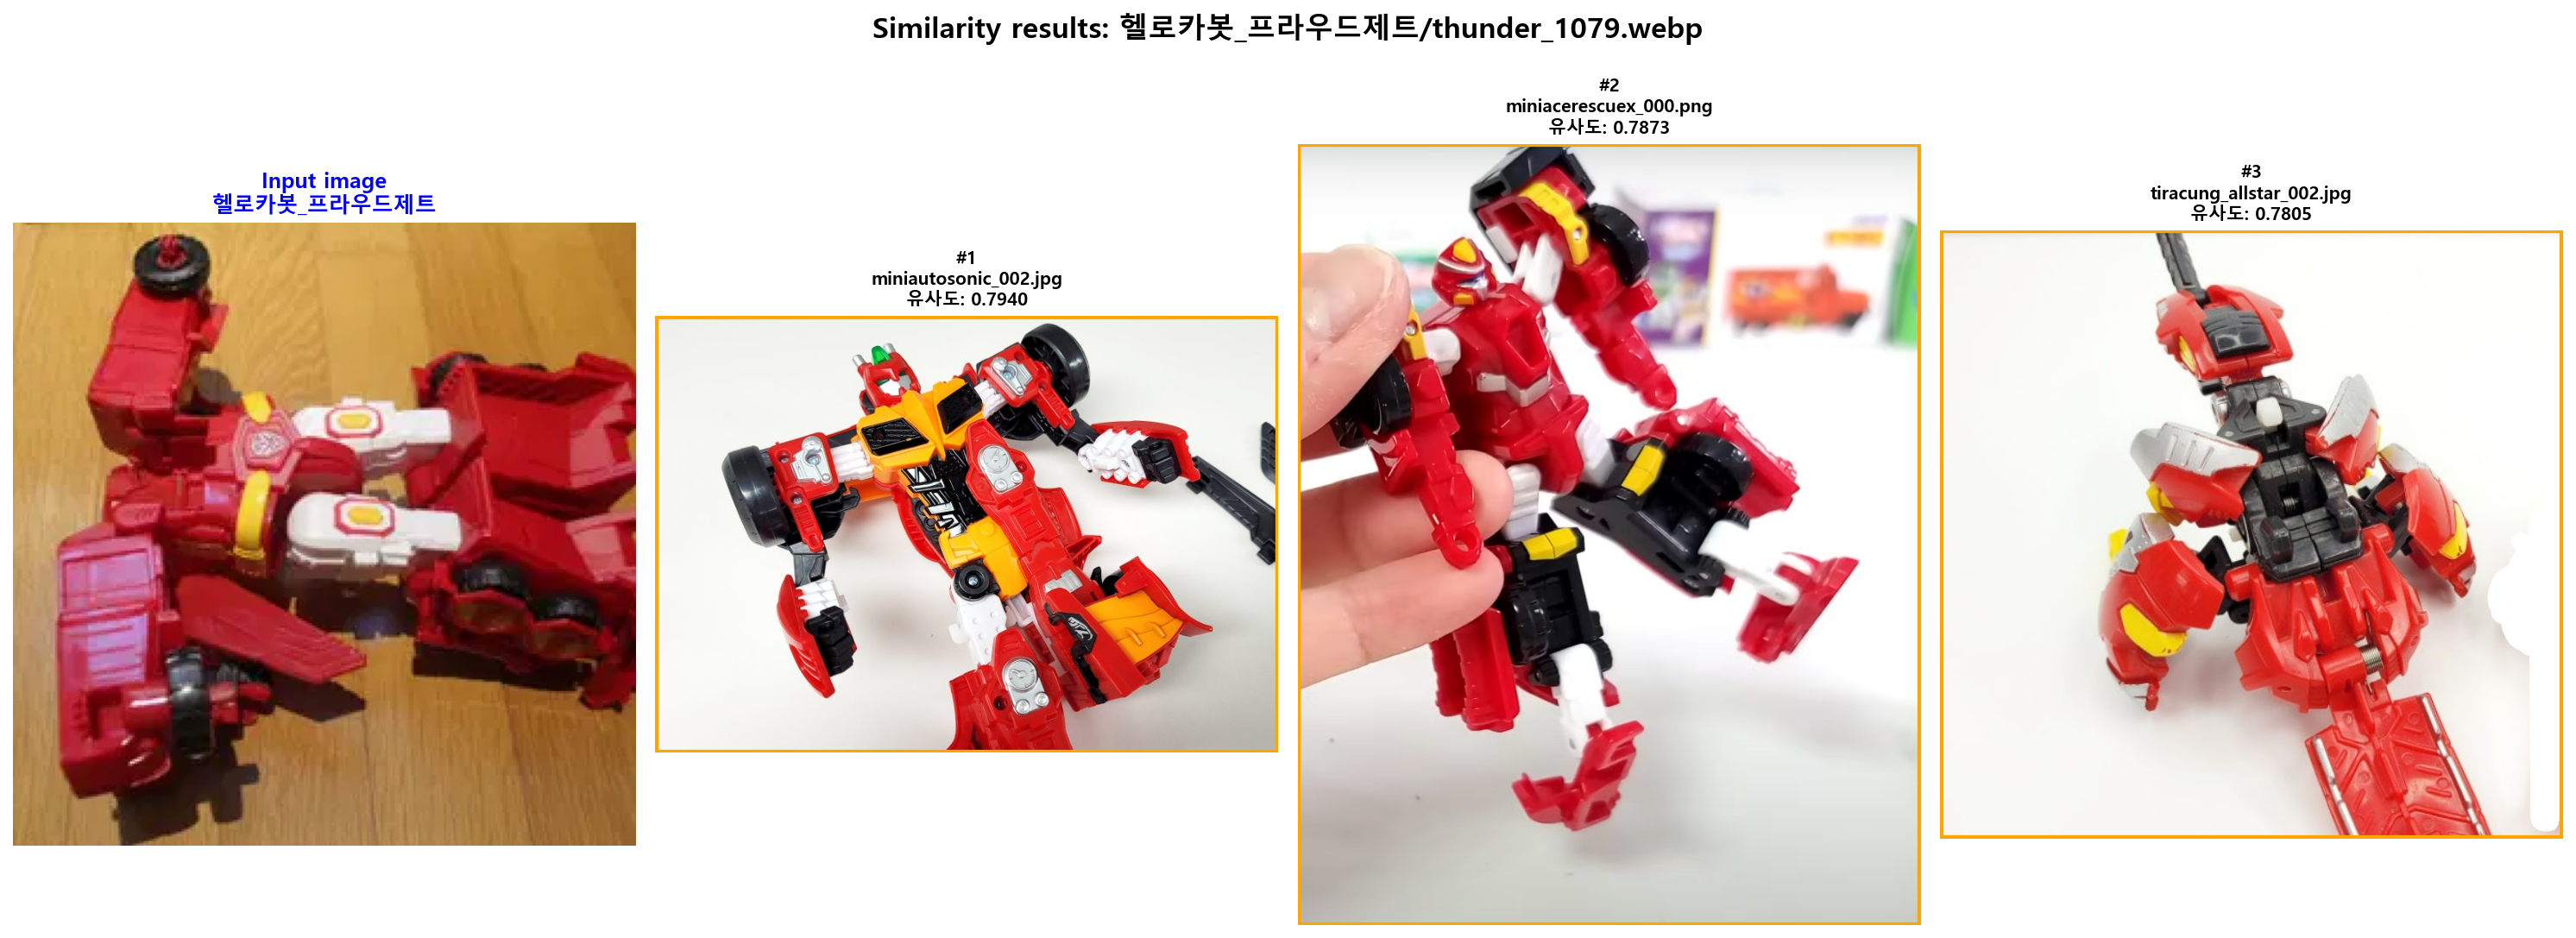 Similarity results: 헬로카봇_프라우드제트/thunder_1079.webp
Input image
헬로카봇_프라우드제트
#1
miniautosonic_002.jpg
유사도: 0.7940
#2
miniacerescuex_000.png
유사도: 0.7873
#3
tiracung_allstar_002.jpg
유사도: 0.7805